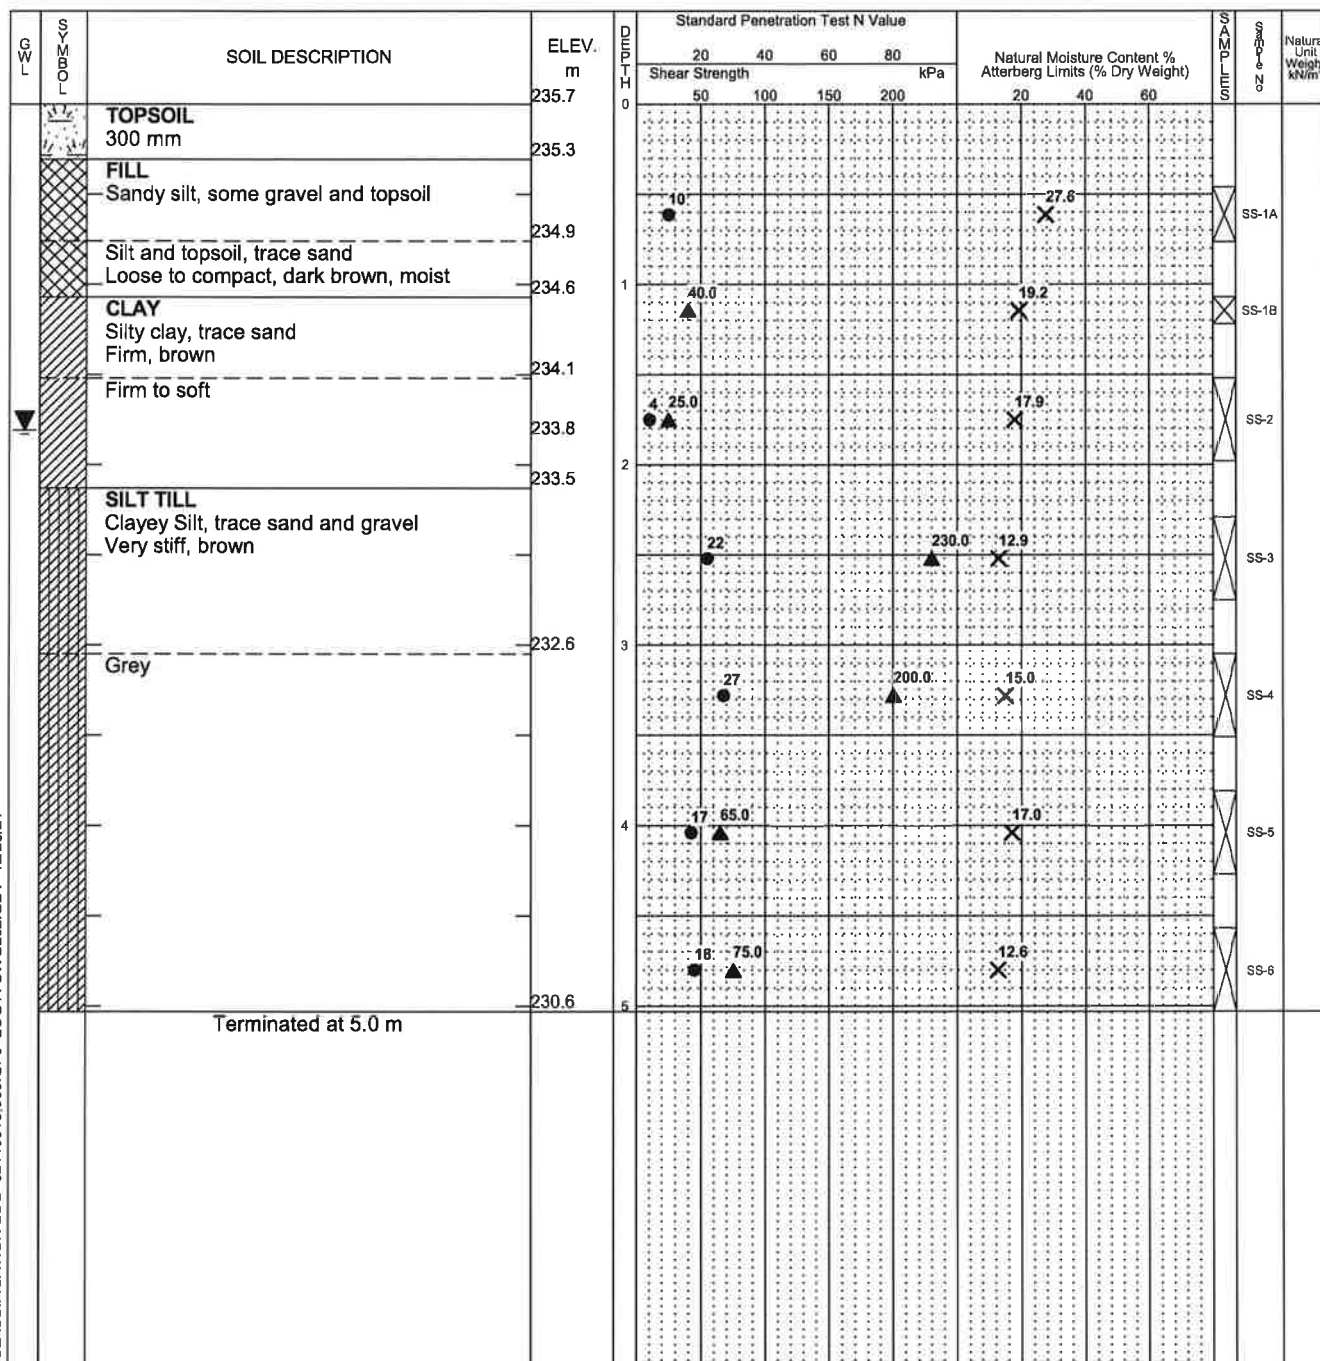 GWL
SYMBOL
SOIL DESCRIPTION
ELEV.
m
235.7
DEPTH
Standard Penetration Test N Value
20 40 60 80
Shear Strength kPa
50 100 150 200
Natural Moisture Content %
Atterberg Limits (% Dry Weight)
20 40 60
SAMPLES
Sample No
Natural
Unit
Weight
kN/m
0
TOPSOIL
300 mm
235.3
FILL
Sandy silt, some gravel and topsoil
10
27.6
SS-1A
234.9
Silt and topsoil, trace sand
Loose to compact, dark brown, moist
234.6
1
CLAY
40.0
19.2
SS-1B
Silty clay, trace sand
Firm, brown
234.1
Firm to soft
4
25.0
17.9
SS-2
233.8
2
233.5
SILT TILL
Clayey Silt, trace sand and gravel
Very stiff, brown
22
230.0
12.9
SS-3
232.6
3
Grey
27
200.0
15.0
SS-4
4
17
65.0
17.0
SS-5
18
75.0
12.6
SS-6
230.6
5
Terminated at 5.0 m